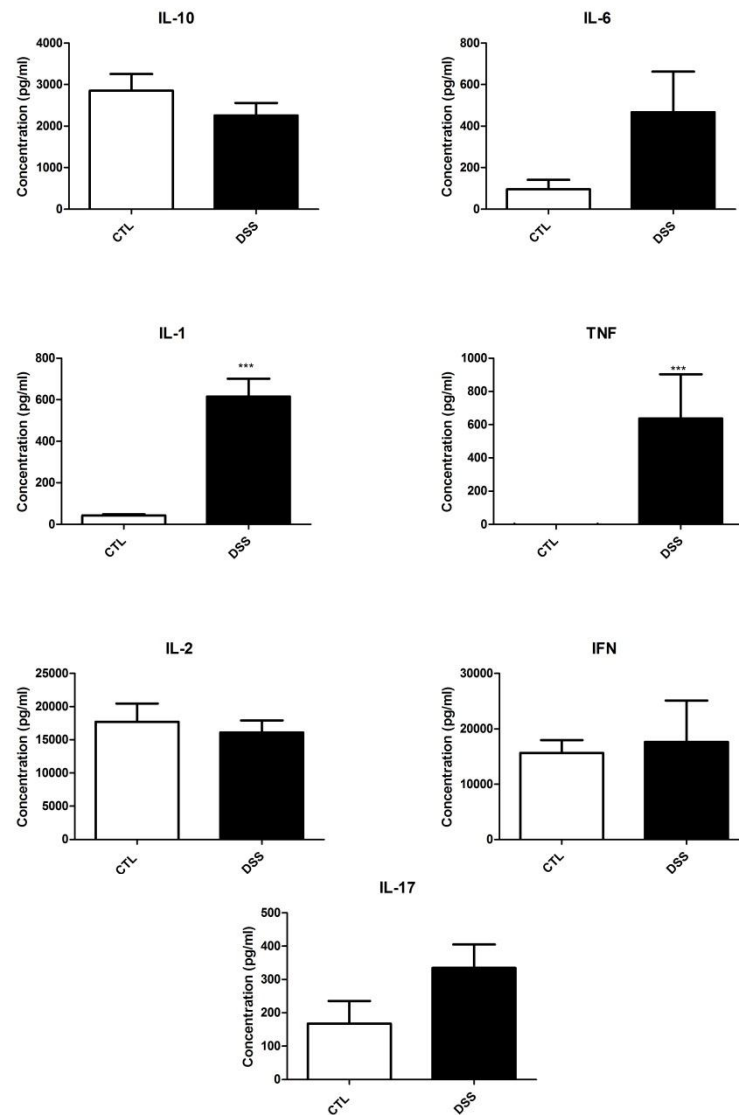 IL-10
Concentration (pg/ml)
4000
3000
2000
1000
0
CTL
DSS
IL-6
Concentration (pg/ml)
800
600
400
200
0
CTL
DSS
IL-1
Concentration (pg/ml)
800
600
400
200
0
***
CTL
DSS
TNF
Concentration (pg/ml)
1000
800
600
400
200
0
***
CTL
DSS
IL-2
Concentration (pg/ml)
25000
20000
15000
10000
5000
0
CTL
DSS
IFN
Concentration (pg/ml)
30000
20000
10000
0
CTL
DSS
IL-17
Concentration (pg/ml)
500
400
300
200
100
0
CTL
DSS